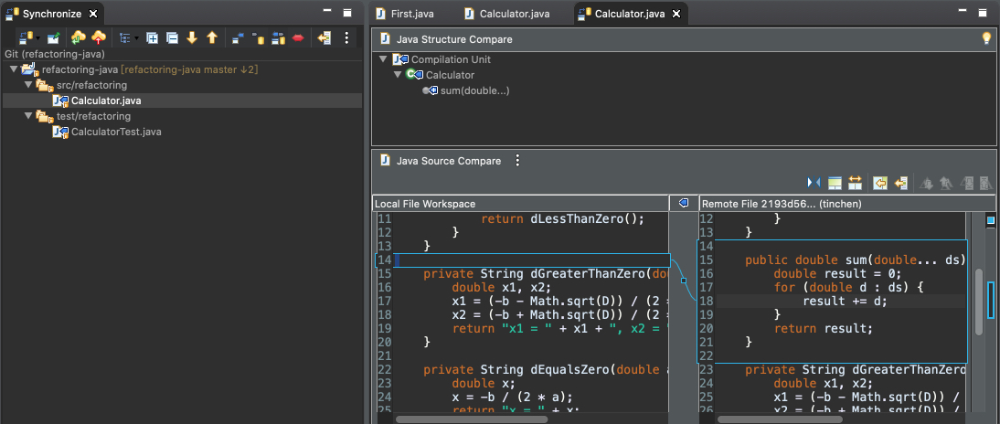 Synchronize
Git (refactoring-java)
refactoring-java [refactoring-java master ↓2]
src/refactoring
Calculator.java
test/refactoring
CalculatorTest.java
First.java
Calculator.java
Calculator.java
Java Structure Compare
Compilation Unit
Calculator
sum(double...)
Java Source Compare
Local File Workspace
11 return dLessThanZero();
12 }
13 }
14
15 private String dGreaterThanZero(do
16 double x1, x2;
17 x1 = (-b - Math.sqrt(D)) / (2 *
18 x2 = (-b + Math.sqrt(D)) / (2 *
19 return "x1 = " + x1 + ", x2 = "
20 }
21
22 private String dEqualsZero(double a
23 double x;
24 x = -b / (2 * a);
25 return "x = " + x;
Remote File 2193d56... (tinchen)
12 }
13 }
14
15 public double sum(double... ds)
16 double result = 0;
17 for (double d : ds) {
18 result += d;
19 }
20 return result;
21 }
22
23 private String dGreaterThanZero
24 double x1, x2;
25 x1 = (-b - Math.sqrt(D)) /
26 x2 = (-b + Math.sqrt(D)) /